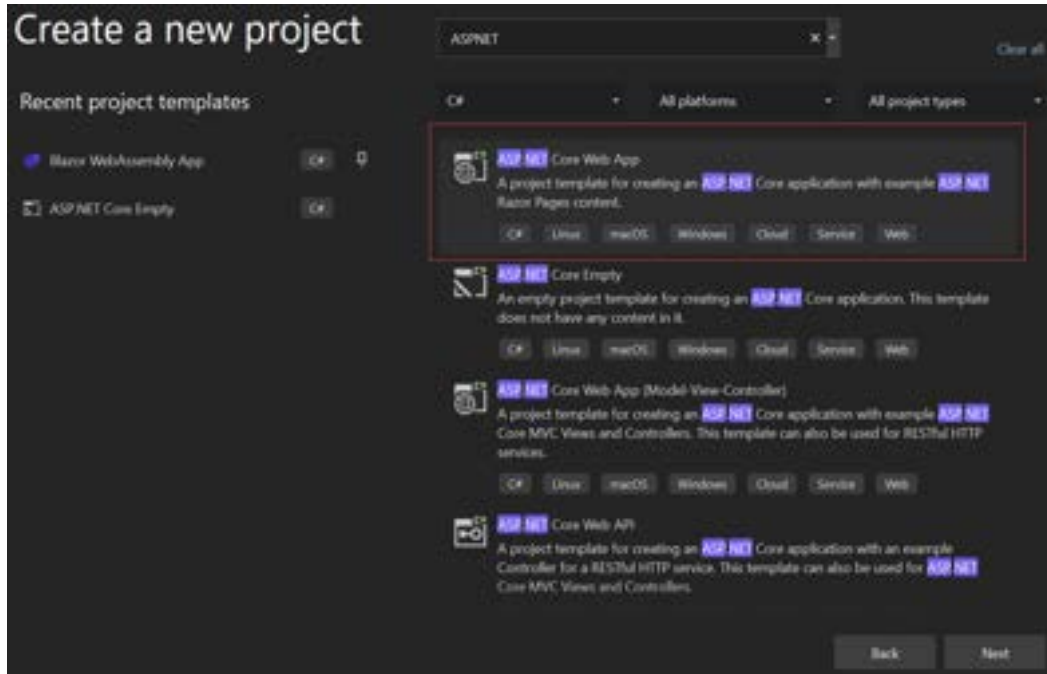 Create a new project
ASPNET
Clear all
Recent project templates
C#
All platforms
All project types
Blazor WebAssembly App
C#
ASP.NET Core Empty
C#
ASP.NET Core Web App
A project template for creating an ASP.NET Core application with example ASP.NET
Razor Pages content.
C# Linux macOS Windows Cloud Service Web
ASP.NET Core Empty
An empty project template for creating an ASP.NET Core application. This template
does not have any content in it.
C# Linux macOS Windows Cloud Service Web
ASP.NET Core Web App (Model-View-Controller)
A project template for creating an ASP.NET Core application with example ASP.NET
Core MVC Views and Controllers. This template can also be used for RESTful HTTP
services.
C# Linux macOS Windows Cloud Service Web
ASP.NET Core Web API
A project template for creating an ASP.NET Core application with an example
Controller for a RESTful HTTP service. This template can also be used for ASP.NET
Core MVC Views and Controllers.
Back
Next